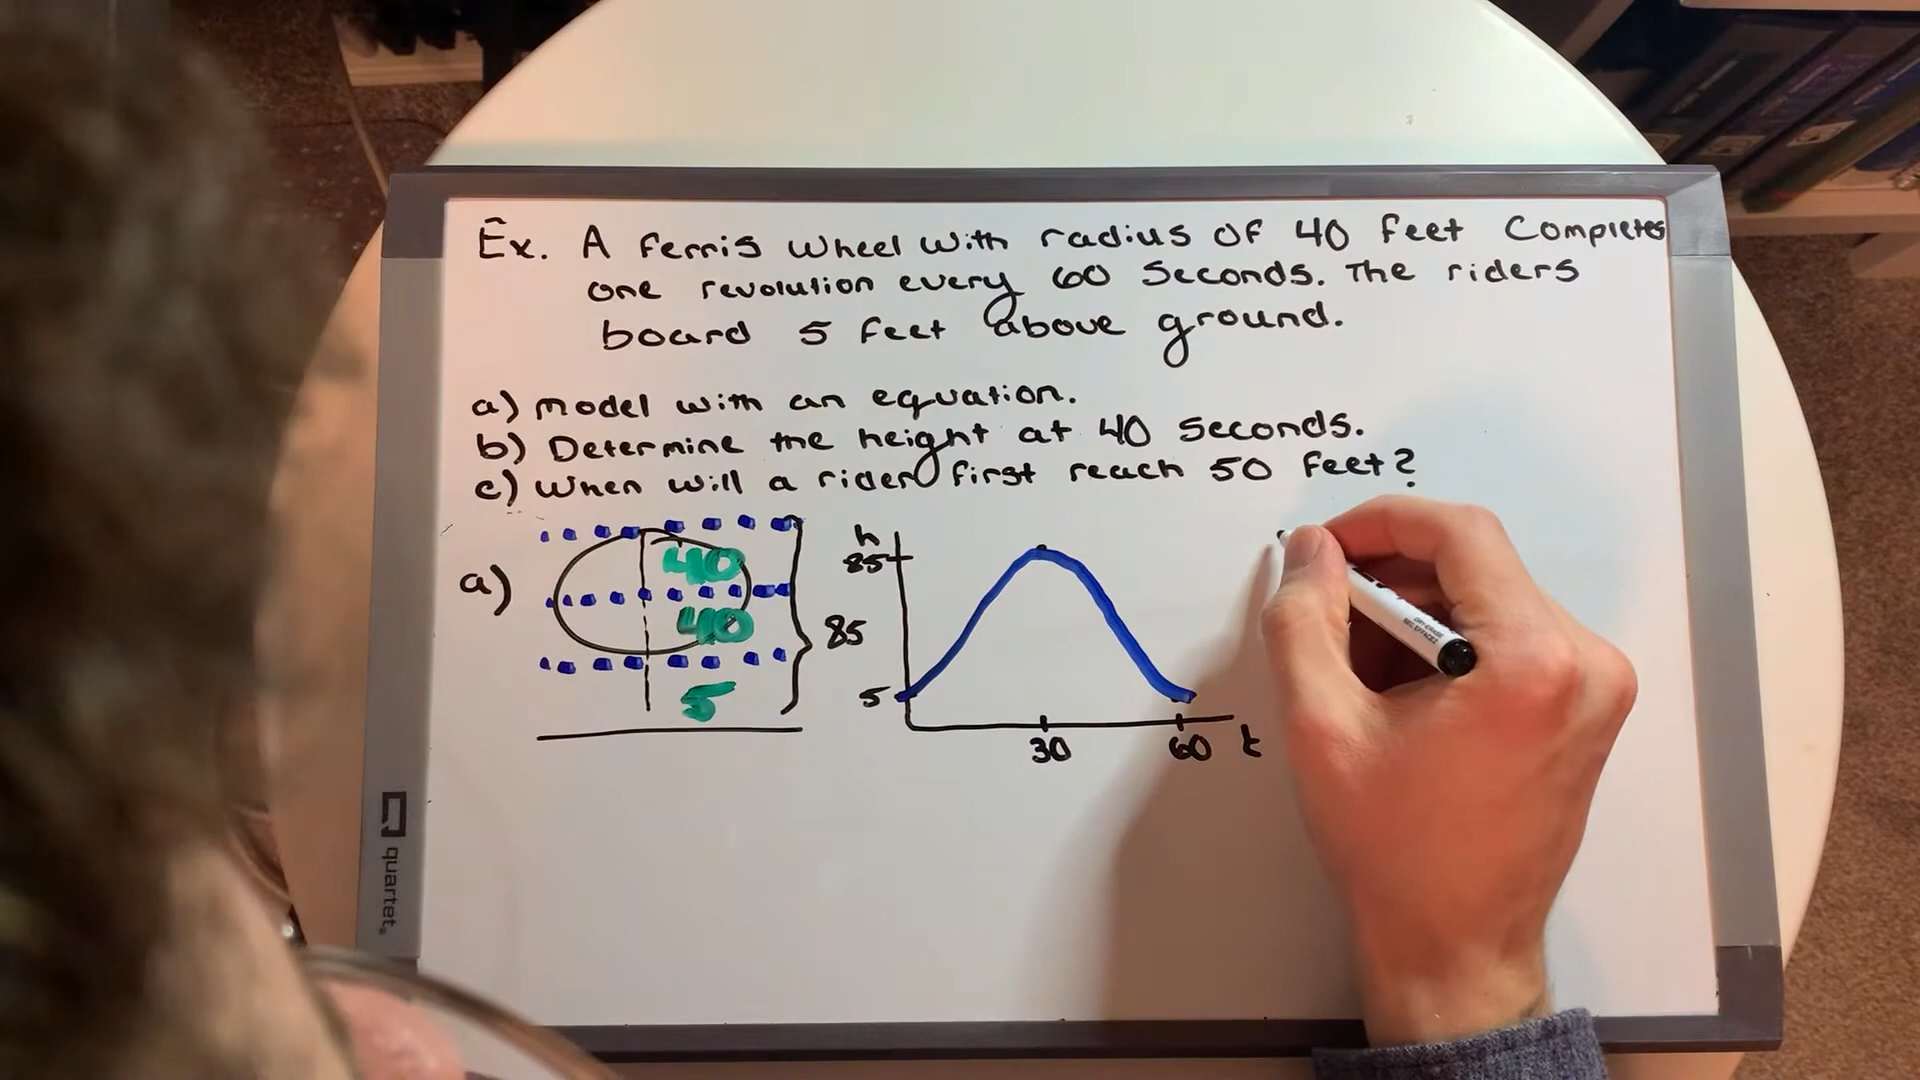 Ex. A Ferris Wheel With radius of 40 feet Completes
one revolution every 60 Seconds. The riders
board 5 feet above ground.
a) Model with an equation.
b) Determine the height at 40 seconds.
c) When will a rider first reach 50 feet?
a)
40
40
5
85
h
85
5
30
60
t
quartet
DRY-ERASE